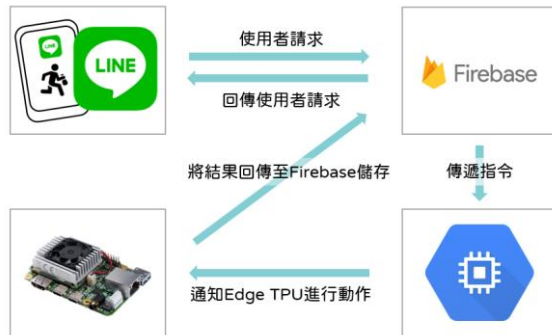 LINE
使用者請求
Firebase
回傳使用者請求
將結果回傳至Firebase儲存
傳遞指令
通知Edge TPU進行動作